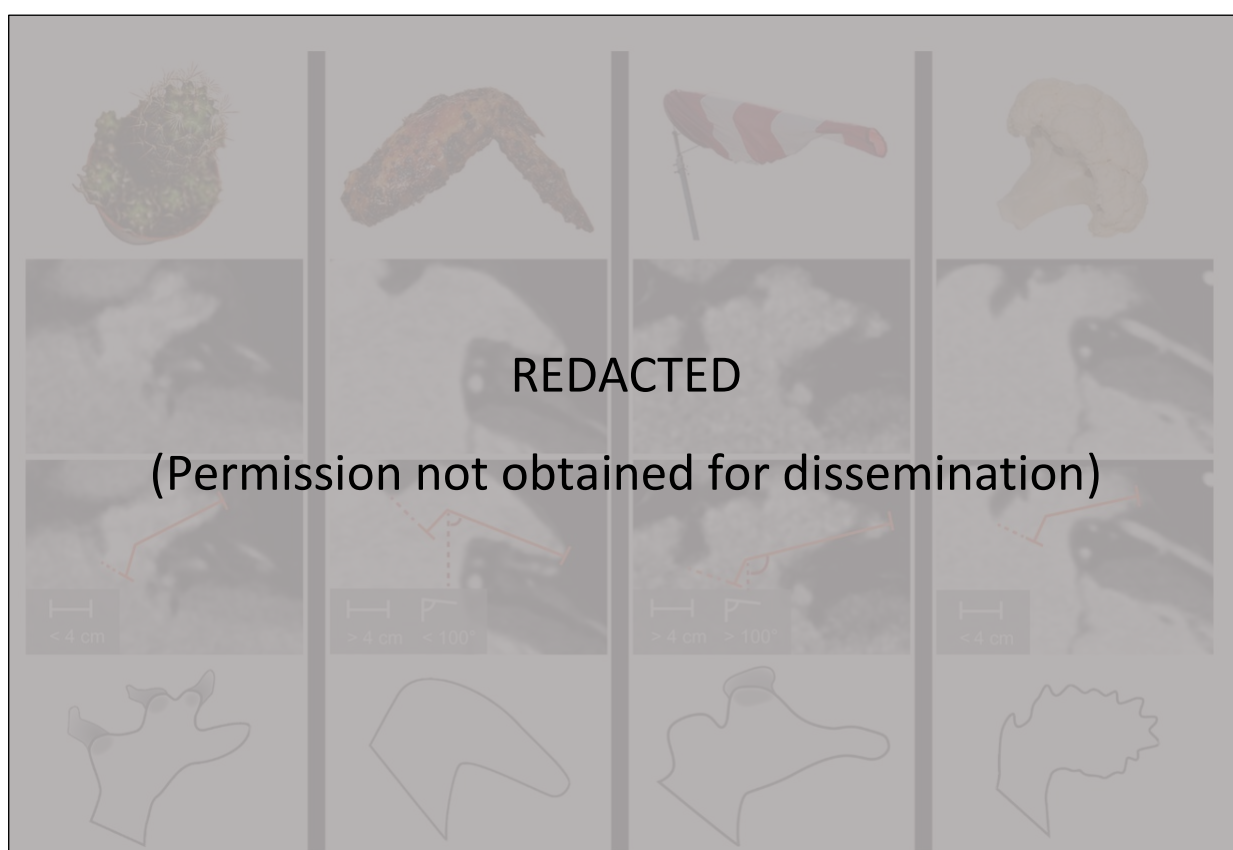 REDACTED
(Permission not obtained for dissemination)
< 4 cm
> 4 cm < 100°
> 4 cm > 100°
< 4 cm